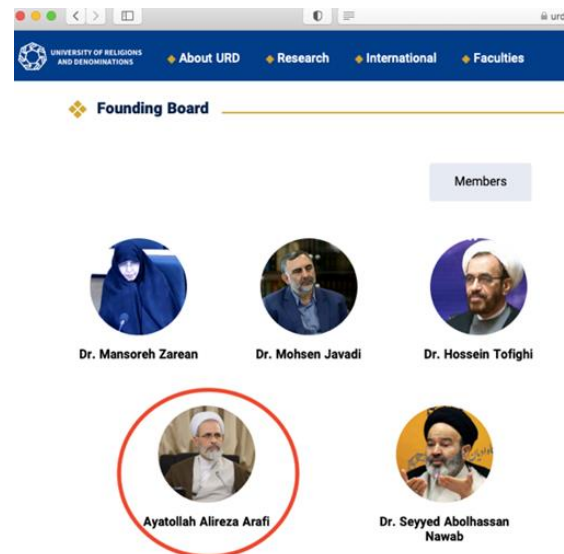 urd
UNIVERSITY OF RELIGIONS
AND DENOMINATIONS
About URD
Research
International
Faculties
Founding Board
Members
Dr. Mansoreh Zarean
Dr. Mohsen Javadi
Dr. Hossein Tofighi
Ayatollah Alireza Arafi
Dr. Seyyed Abolhassan
Nawab